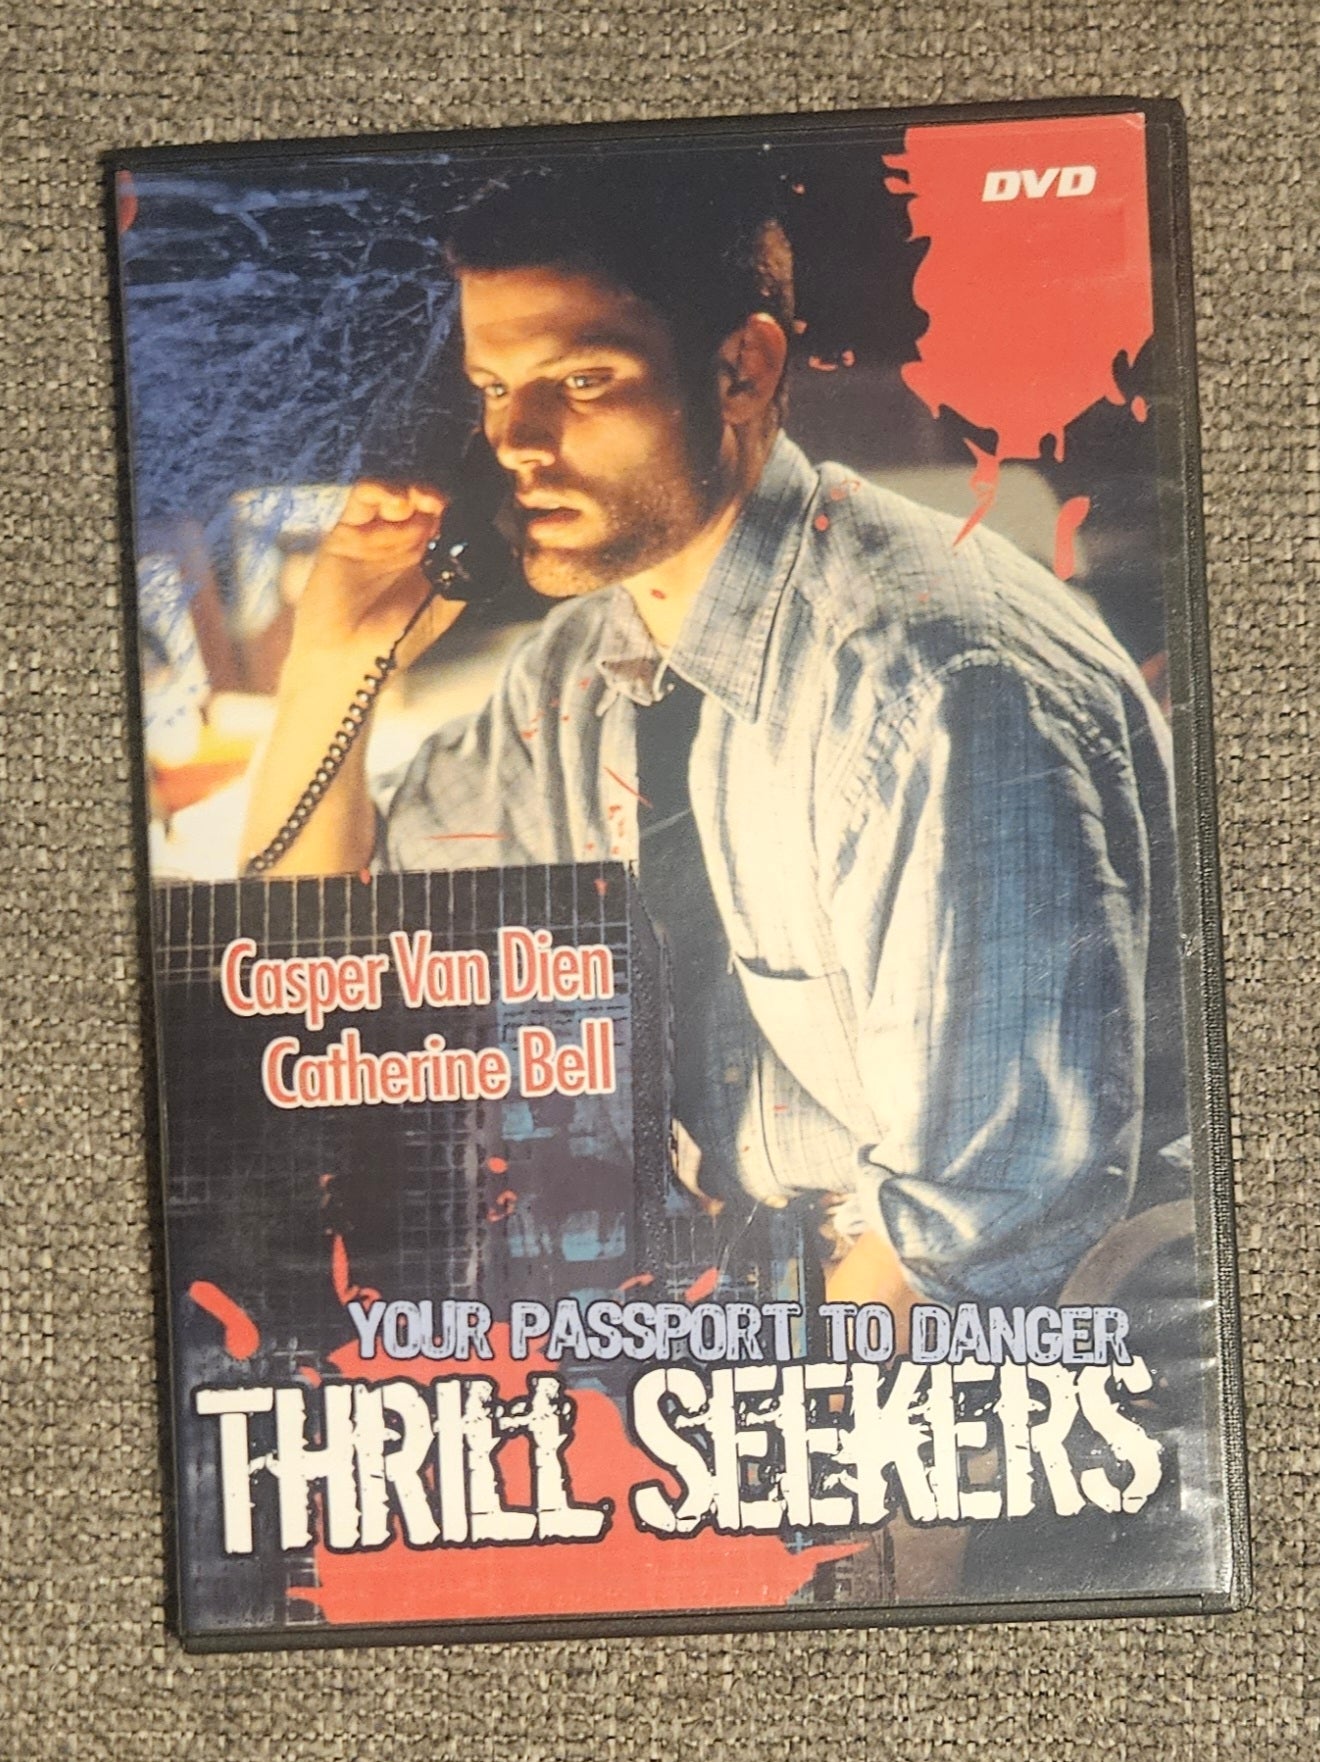 DVD
Casper Van Dien
Catherine Bell
YOUR PASSPORT TO DANGER
THRILL SEEKERS